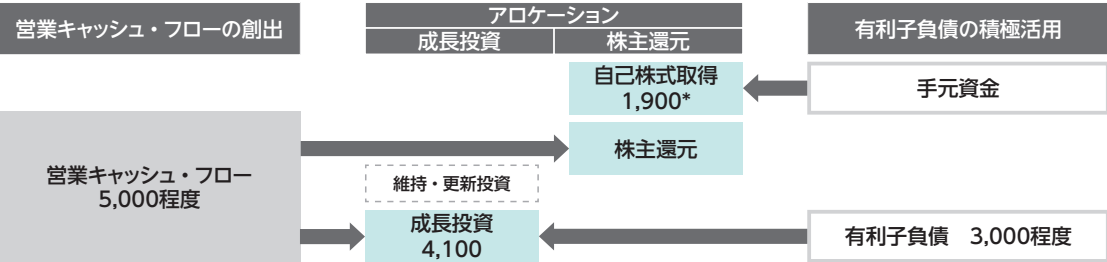 営業キャッシュ・フローの創出
アロケーション
成長投資
株主還元
有利子負債の積極活用
自己株式取得
1,900*
手元資金
株主還元
営業キャッシュ・フロー
5,000程度
維持・更新投資
成長投資
4,100
有利子負債　3,000程度